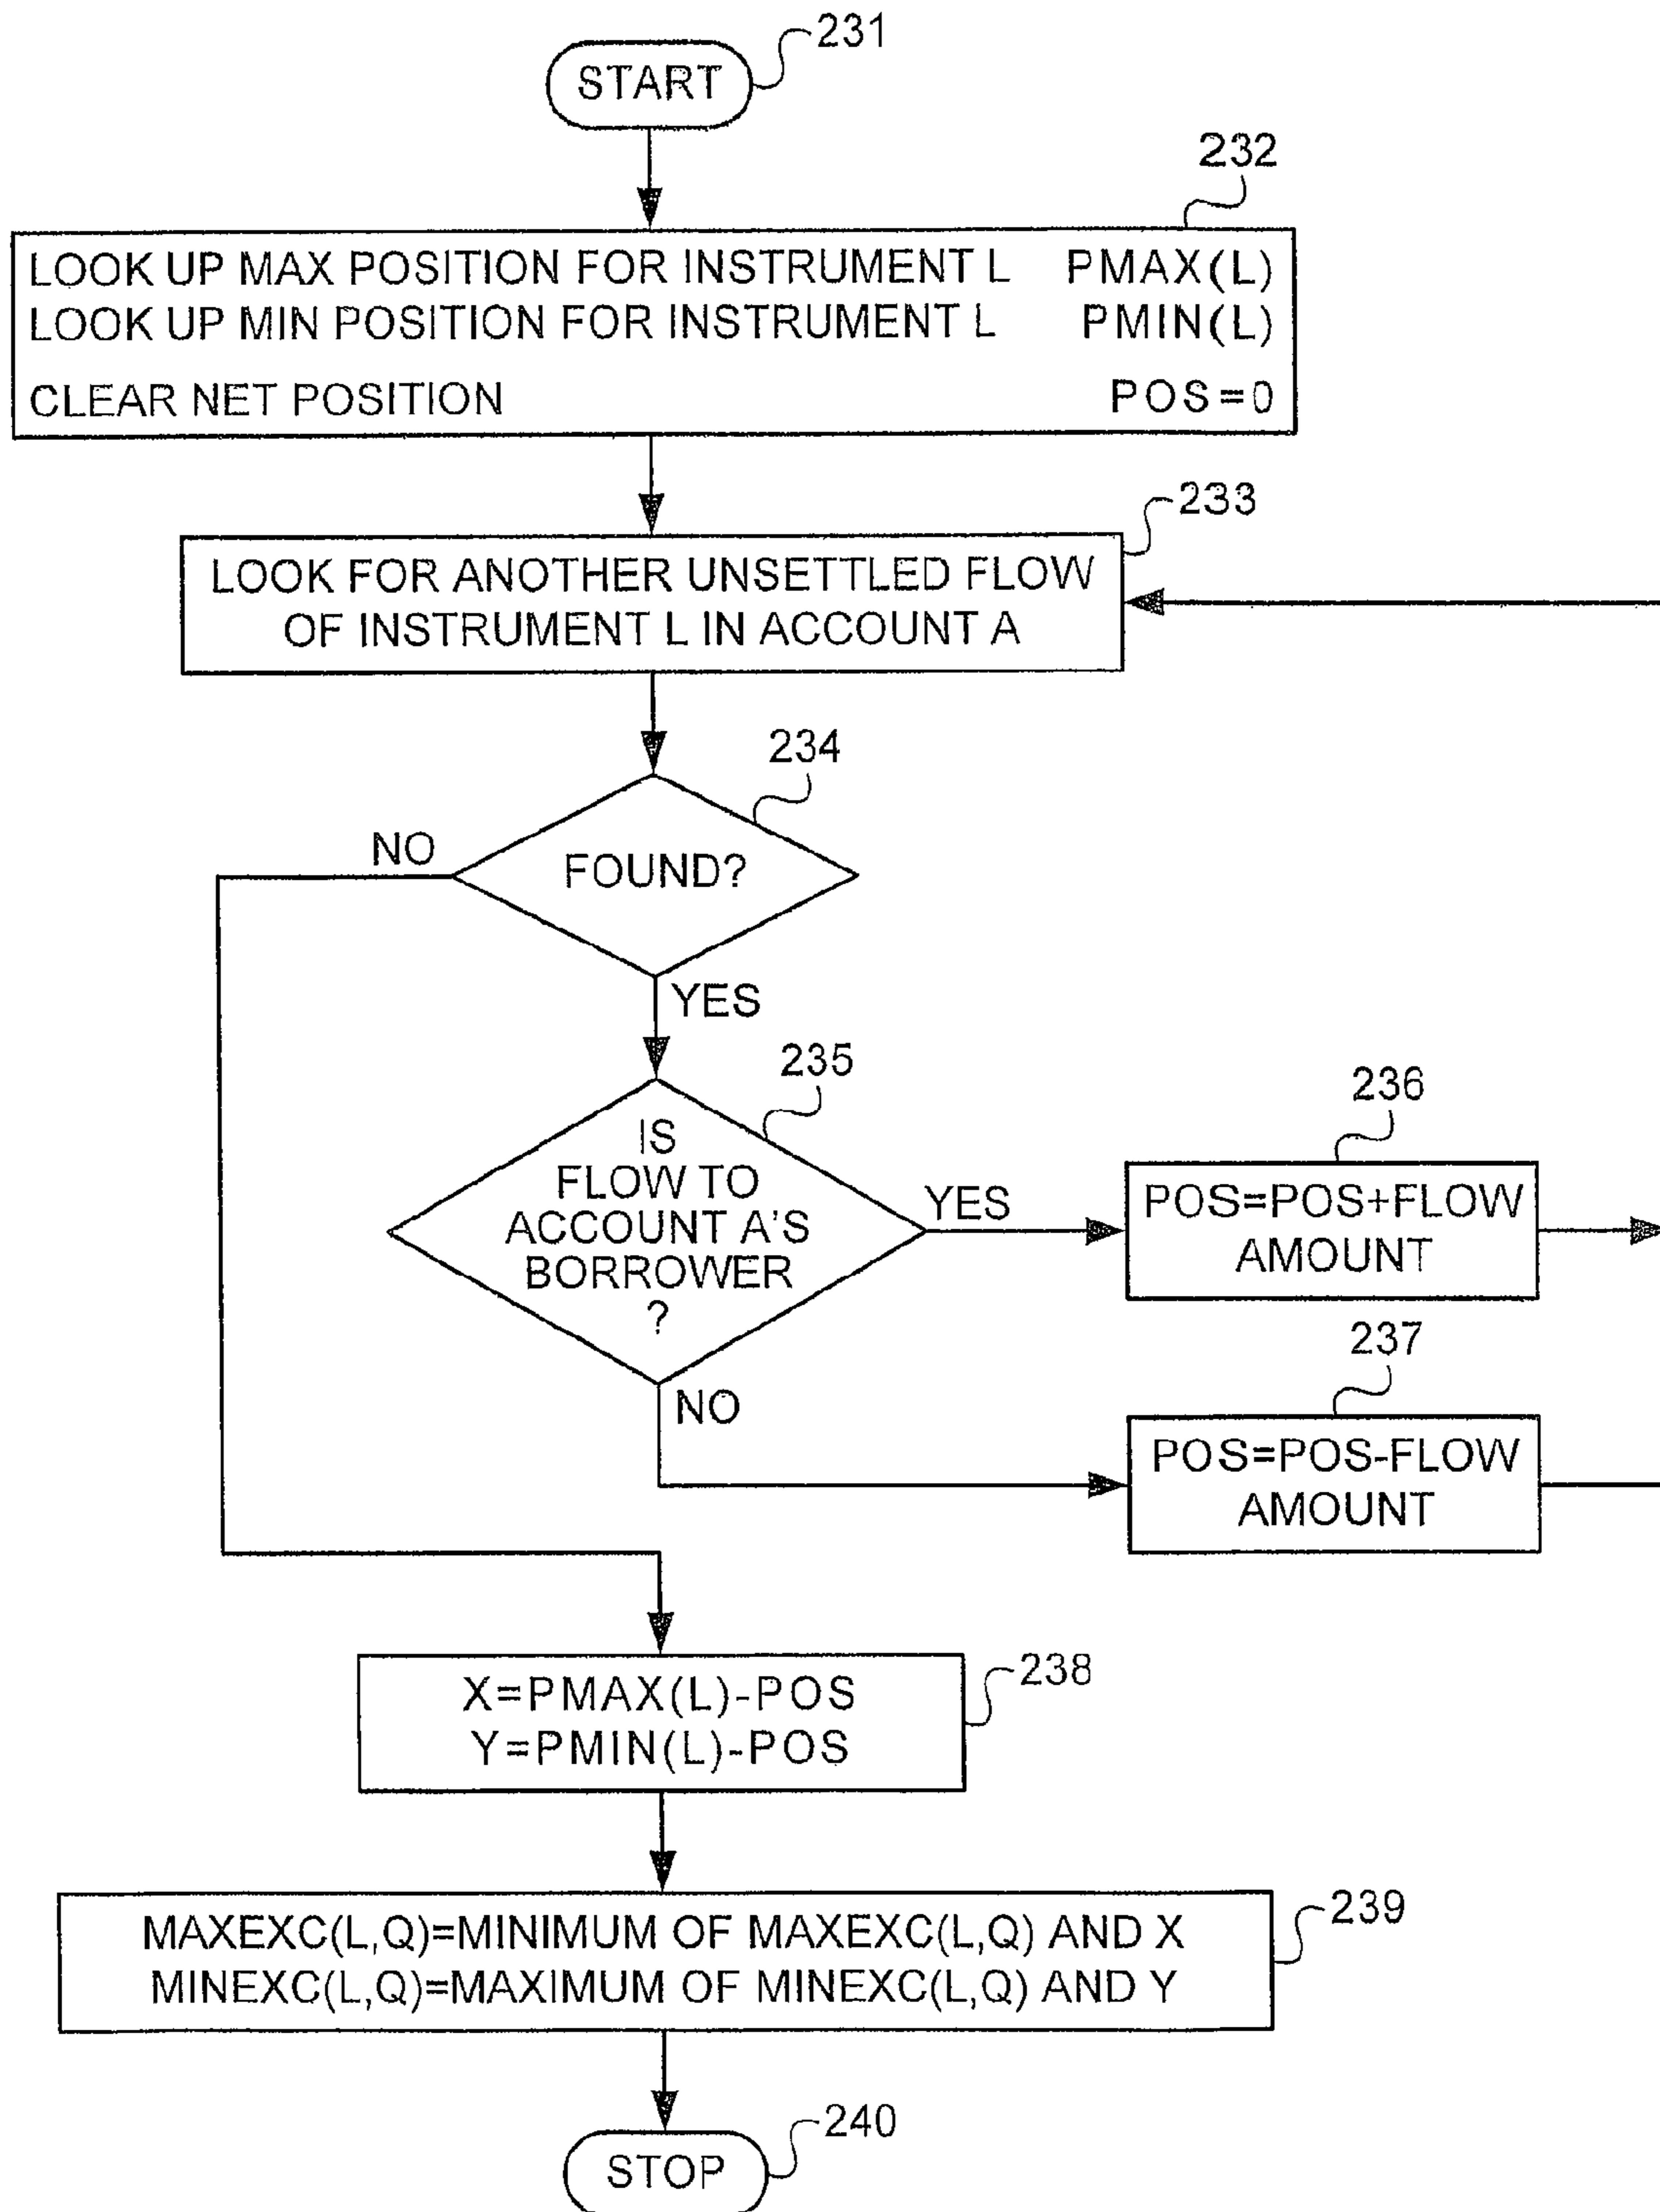 231
START
232
LOOK UP MAX POSITION FOR INSTRUMENT L PMAX(L)
LOOK UP MIN POSITION FOR INSTRUMENT L PMIN(L)
CLEAR NET POSITION POS=0
233
LOOK FOR ANOTHER UNSETTLED FLOW
OF INSTRUMENT L IN ACCOUNT A
234
NO
FOUND?
YES
235
IS
FLOW TO
ACCOUNT A'S
BORROWER
?
YES
236
POS=POS+FLOW
AMOUNT
NO
237
POS=POS-FLOW
AMOUNT
238
X=PMAX(L)-POS
Y=PMIN(L)-POS
239
MAXEXC(L,Q)=MINIMUM OF MAXEXC(L,Q) AND X
MINEXC(L,Q)=MAXIMUM OF MINEXC(L,Q) AND Y
240
STOP